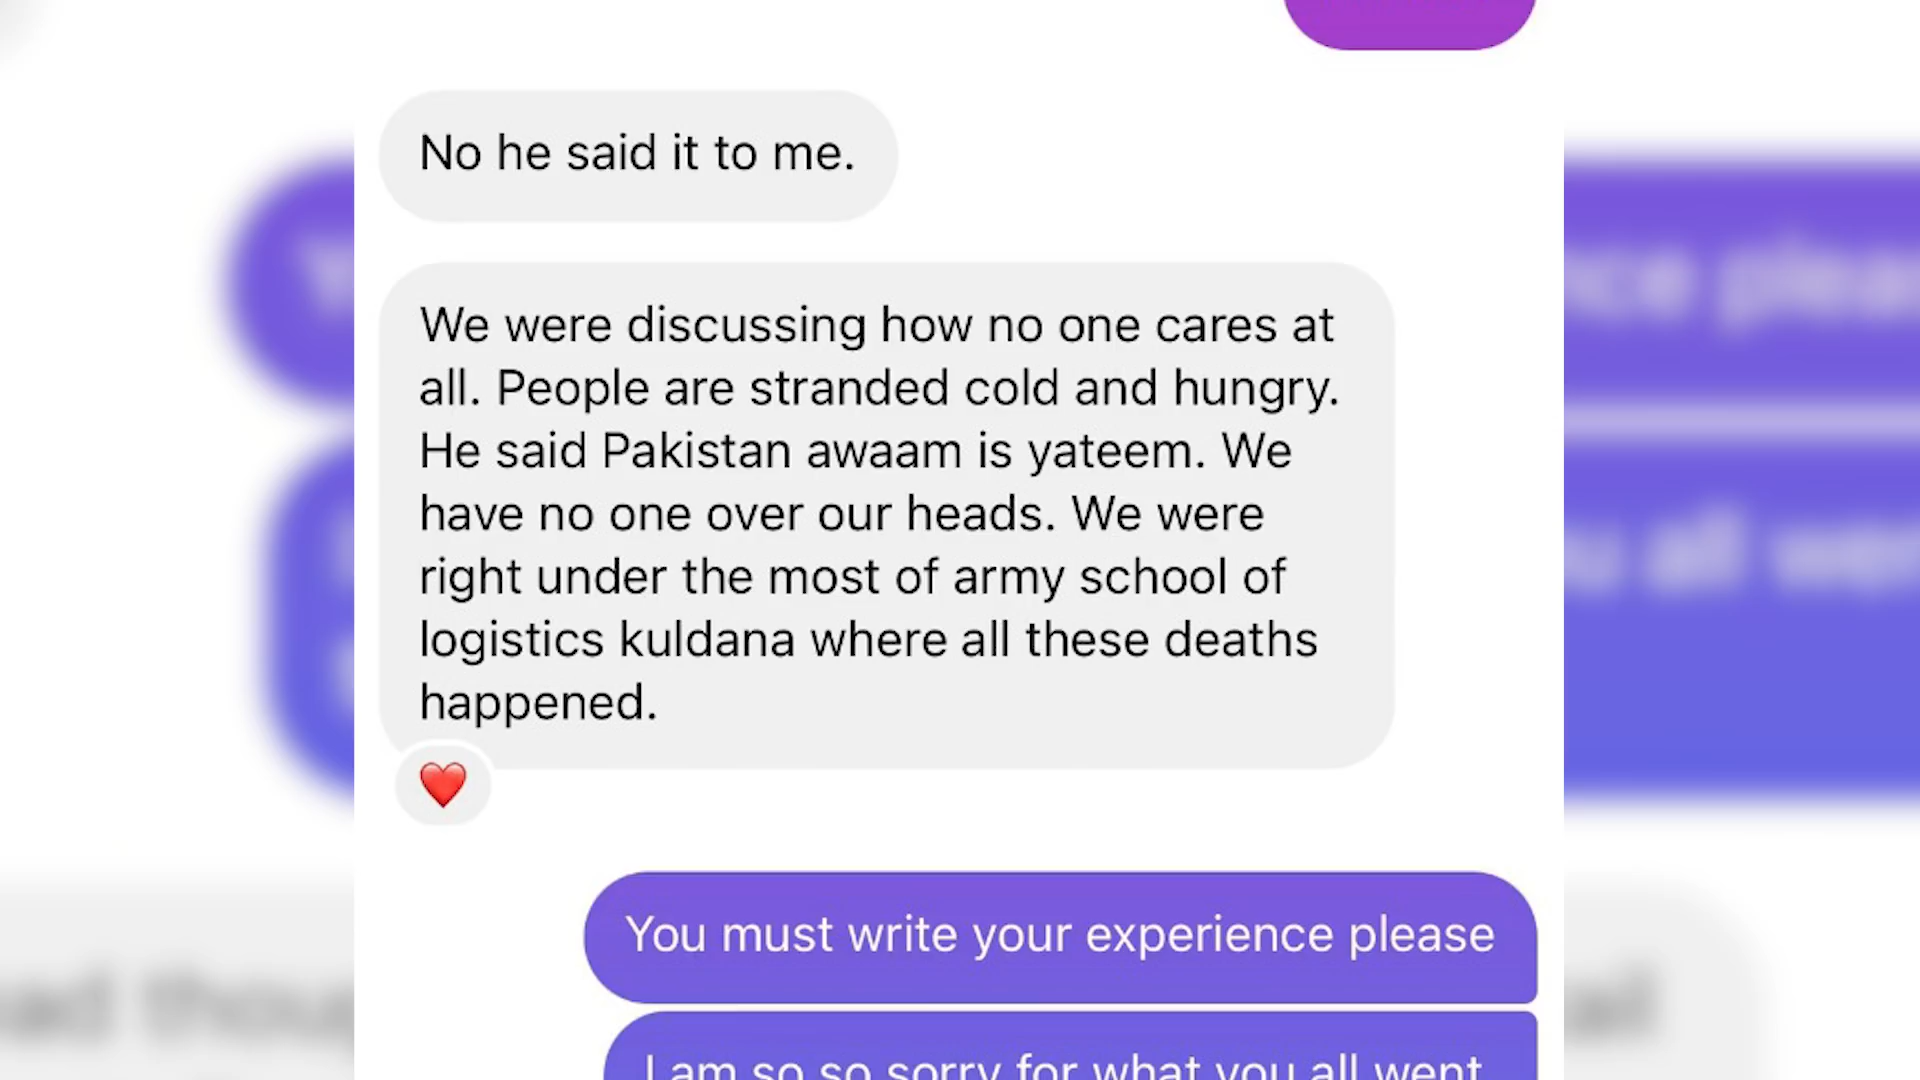 No he said it to me.
We were discussing how no one cares at
all. People are stranded cold and hungry.
He said Pakistan awaam is yateem. We
have no one over our heads. We were
right under the most of army school of
logistics kuldana where all these deaths
happened.
You must write your experience please
I am so so sorry for what you all went